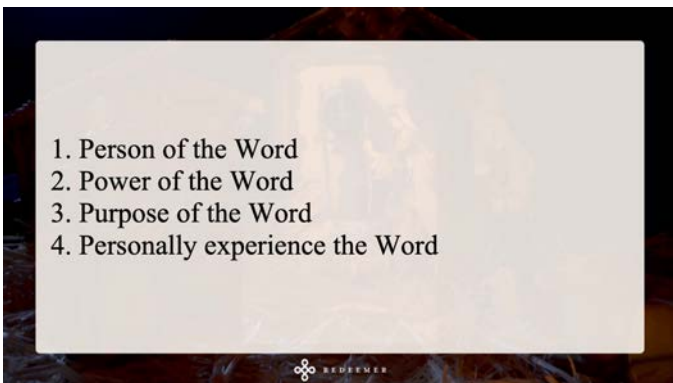 1. Person of the Word
2. Power of the Word
3. Purpose of the Word
4. Personally experience the Word
REDEEMER